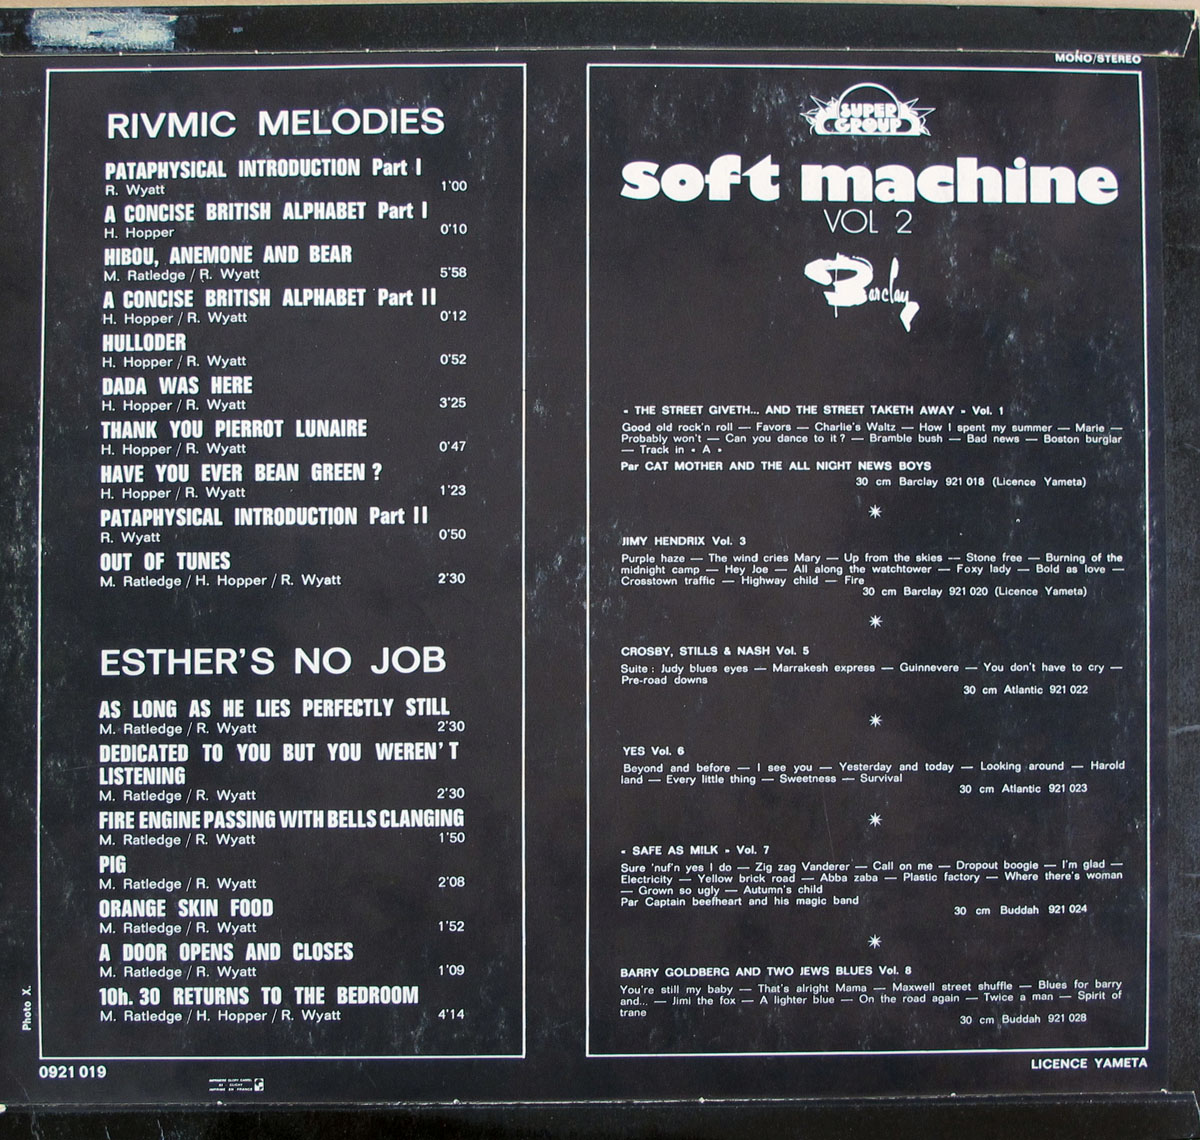 MONO/STEREO
RIVMIC MELODIES
PATAPHYSICAL INTRODUCTION Part I
R. Wyatt 1'00
A CONCISE BRITISH ALPHABET Part I
H. Hopper 0'10
HIBOU, ANEMONE AND BEAR
M. Ratledge / R. Wyatt 5'58
A CONCISE BRITISH ALPHABET Part II
H. Hopper / R. Wyatt 0'12
HULLODER
H. Hopper / R. Wyatt 0'52
DADA WAS HERE
H. Hopper / R. Wyatt 3'25
THANK YOU PIERROT LUNAIRE
H. Hopper / R. Wyatt 0'47
HAVE YOU EVER BEAN GREEN ?
H. Hopper / R. Wyatt 1'23
PATAPHYSICAL INTRODUCTION Part II
R. Wyatt 0'50
OUT OF TUNES
M. Ratledge / H. Hopper / R. Wyatt 2'30
ESTHER'S NO JOB
AS LONG AS HE LIES PERFECTLY STILL
M. Ratledge / R. Wyatt 2'30
DEDICATED TO YOU BUT YOU WEREN'T
LISTENING
M. Ratledge / R. Wyatt 2'30
FIRE ENGINE PASSING WITH BELLS CLANGING
M. Ratledge / R. Wyatt 1'50
PIG
M. Ratledge / R. Wyatt 2'08
ORANGE SKIN FOOD
M. Ratledge / R. Wyatt 1'52
A DOOR OPENS AND CLOSES
M. Ratledge / R. Wyatt 1'09
10h. 30 RETURNS TO THE BEDROOM
M. Ratledge / H. Hopper / R. Wyatt 4'14
Photo X.
0921 019
SUPER
GROUP
soft machine
VOL 2
Barclay
« THE STREET GIVETH... AND THE STREET TAKETH AWAY » Vol. 1
Good old rock'n roll — Favors — Charlie's Waltz — How I spent my summer — Marie —
Probably won't — Can you dance to it ? — Bramble bush — Bad news — Boston burglar
— Track in « A »
Par CAT MOTHER AND THE ALL NIGHT NEWS BOYS
30 cm Barclay 921 018 (Licence Yameta)
JIMY HENDRIX Vol. 3
Purple haze — The wind cries Mary — Up from the skies — Stone free — Burning of the
midnight camp — Hey Joe — All along the watchtower — Foxy lady — Bold as love —
Crosstown traffic — Highway child — Fire
30 cm Barclay 921 020 (Licence Yameta)
CROSBY, STILLS & NASH Vol. 5
Suite : Judy blues eyes — Marrakesh express — Guinnevere — You don't have to cry —
Pre-road downs
30 cm Atlantic 921 022
YES Vol. 6
Beyond and before — I see you — Yesterday and today — Looking around — Harold
land — Every little thing — Sweetness — Survival
30 cm Atlantic 921 023
« SAFE AS MILK » Vol. 7
Sure 'nuf'n yes I do — Zig zag Vanderer — Call on me — Dropout boogie — I'm glad —
Electricity — Yellow brick road — Abba zaba — Plastic factory — Where there's woman
— Grown so ugly — Autumn's child
Par Captain beefheart and his magic band
30 cm Buddah 921 024
BARRY GOLDBERG AND TWO JEWS BLUES Vol. 8
You're still my baby — That's alright Mama — Maxwell street shuffle — Blues for barry
and... — Jimi the fox — A lighter blue — On the road again — Twice a man — Spirit of
trane
30 cm Buddah 921 028
LICENCE YAMETA